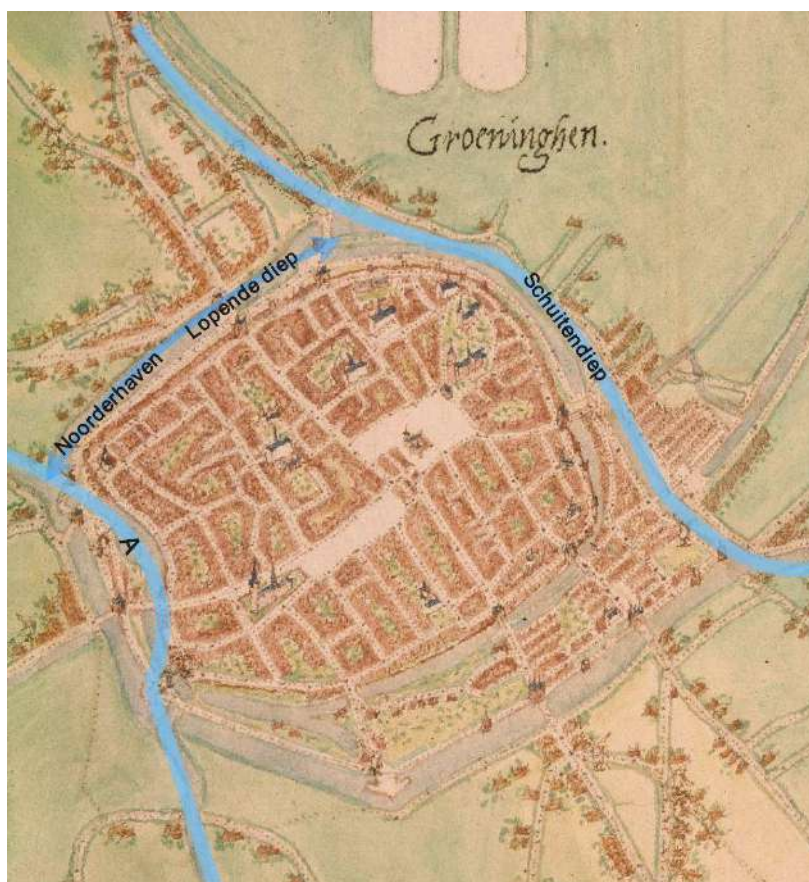 Groeninghen.
Lopende diep
Schuitendiep
Noorderhaven
A